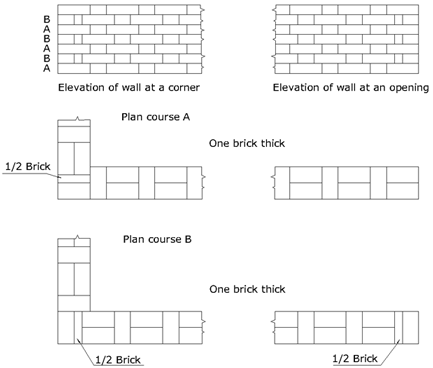 B
A
B
A
B
A
Elevation of wall at a corner
Elevation of wall at an opening
Plan course A
One brick thick
1/2 Brick
Plan course B
One brick thick
1/2 Brick
1/2 Brick